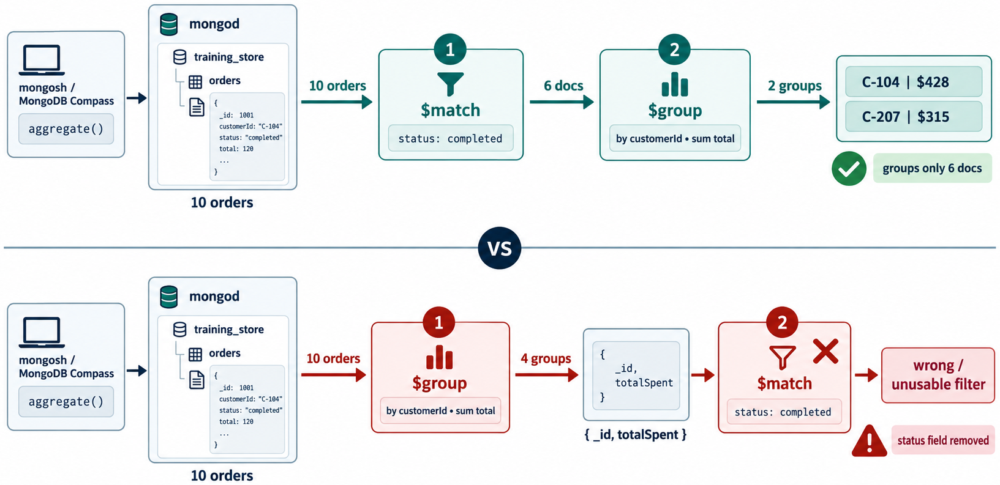 mongosh /
MongoDB Compass
aggregate()
mongod
training_store
orders
{
_id: 1001
customerId: "C-104"
status: "completed"
total: 120
...
}
10 orders
10 orders
1
$match
status: completed
6 docs
2
$group
by customerId • sum total
2 groups
C-104 | $428
C-207 | $315
groups only 6 docs
VS
mongosh /
MongoDB Compass
aggregate()
mongod
training_store
orders
{
_id: 1001
customerId: "C-104"
status: "completed"
total: 120
...
}
10 orders
10 orders
1
$group
by customerId • sum total
4 groups
{
_id,
totalSpent
}
{ _id, totalSpent }
2
$match
status: completed
wrong /
unusable filter
status field removed